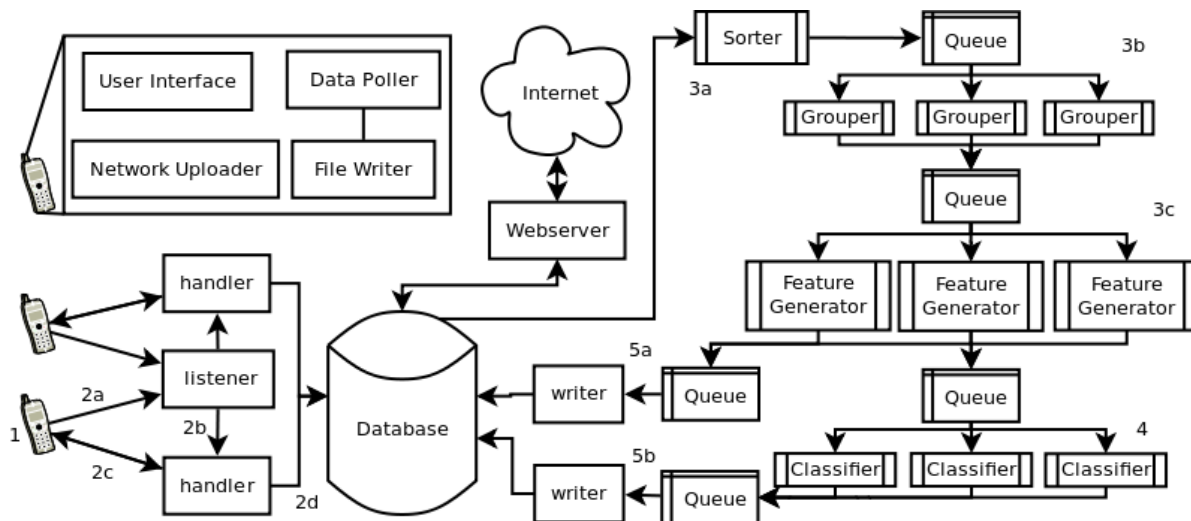 Sorter
Queue
3b
User Interface
Data Poller
Internet
3a
Grouper
Grouper
Grouper
Network Uploader
File Writer
Queue
3c
Webserver
handler
Feature
Generator
Feature
Generator
Feature
Generator
5a
listener
writer
Queue
Queue
2a
1
2b
Database
4
2c
5b
Classifier
Classifier
Classifier
handler
2d
writer
Queue